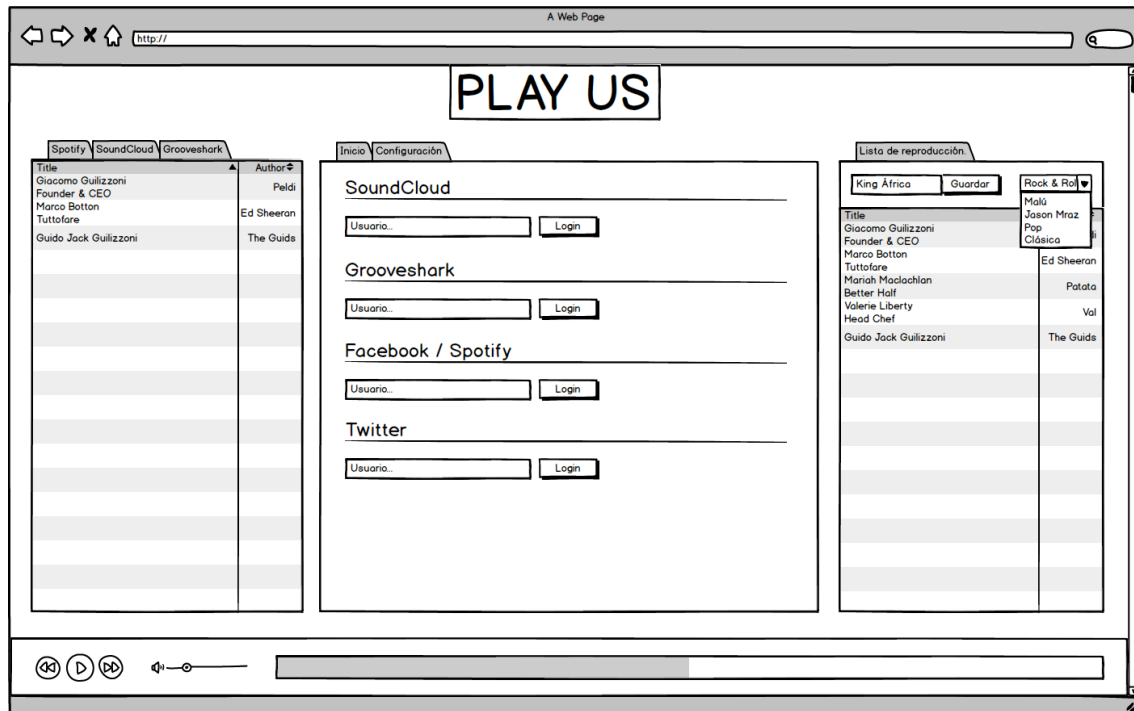 A Web Page
http://
PLAY US
Spotify SoundCloud Grooveshark
Title Author
Giacomo Guilizzoni
Founder & CEO
Peldi
Marco Botton
Tuttofare
Ed Sheeran
Guido Jack Guilizzoni The Guids
Inicio Configuración
SoundCloud
Usuario... Login
Grooveshark
Usuario... Login
Facebook / Spotify
Usuario... Login
Twitter
Usuario... Login
Lista de reproducción.
King África Guardar Rock & Rol
Malú
Jason Mraz
Pop
Clásica
Title
Giacomo Guilizzoni
Founder & CEO
Marco Botton
Tuttofare
Ed Sheeran
Mariah Maclachlan
Better Half
Patata
Valerie Liberty
Head Chef
Val
Guido Jack Guilizzoni The Guids